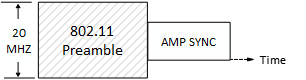 20
MHZ
802.11
Preamble
AMP SYNC
Time